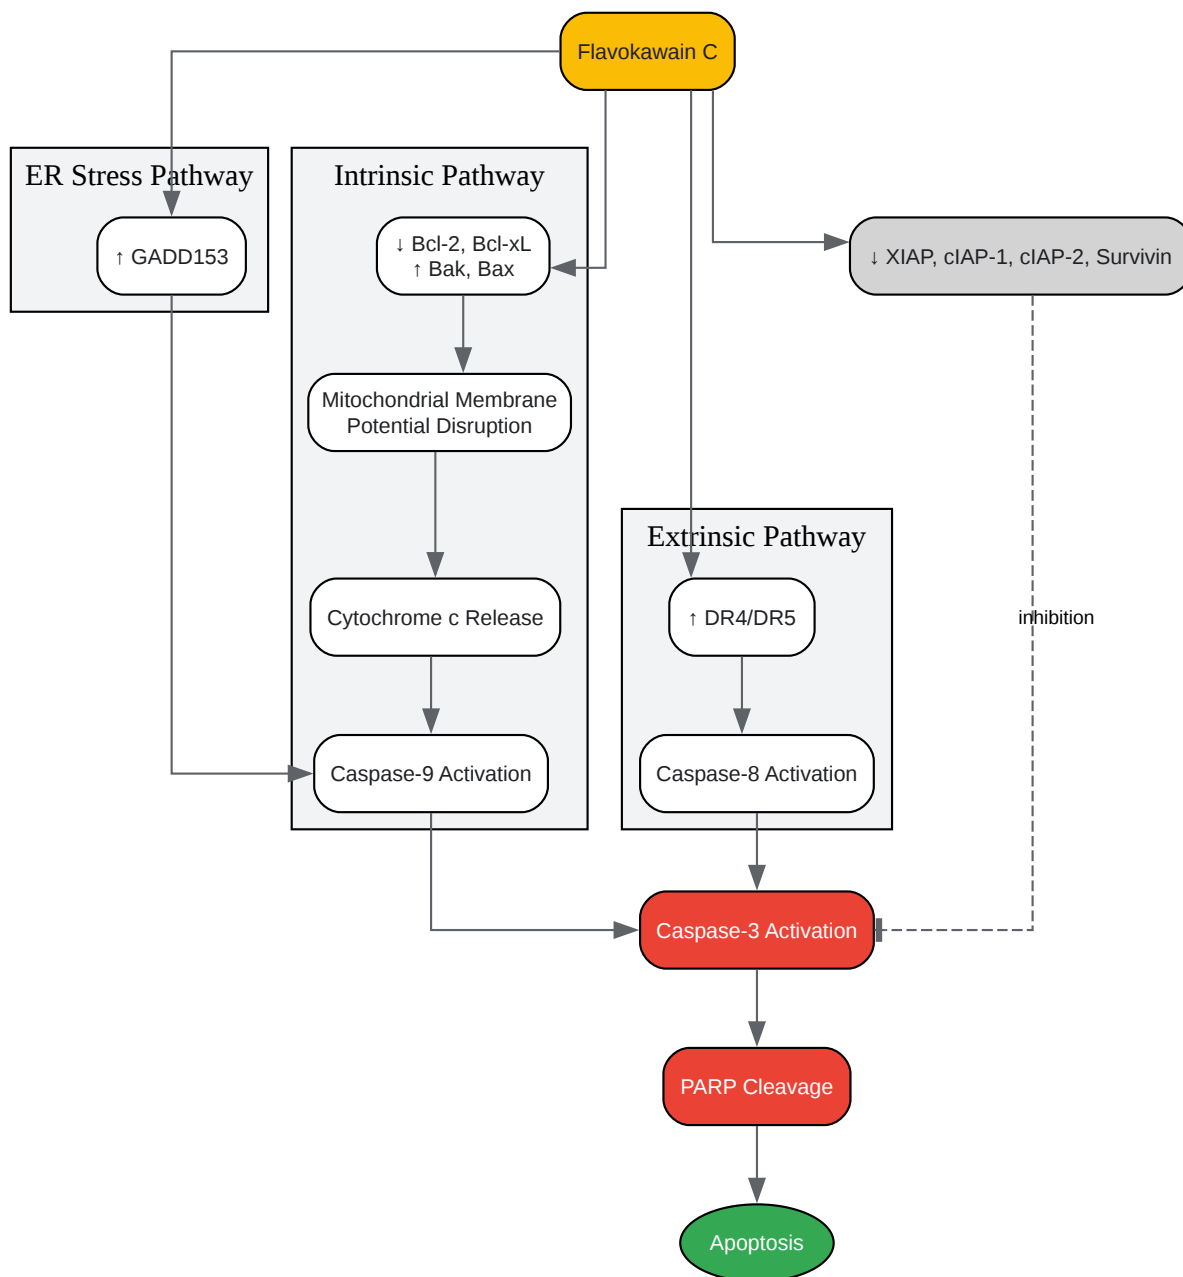 Flavokawain C
ER Stress Pathway
Intrinsic Pathway
↑ GADD153
↓ Bcl-2, Bcl-xL
↑ Bak, Bax
↓ XIAP, cIAP-1, cIAP-2, Survivin
Mitochondrial Membrane
Potential Disruption
Extrinsic Pathway
Cytochrome c Release
↑ DR4/DR5
inhibition
Caspase-9 Activation
Caspase-8 Activation
Caspase-3 Activation
PARP Cleavage
Apoptosis